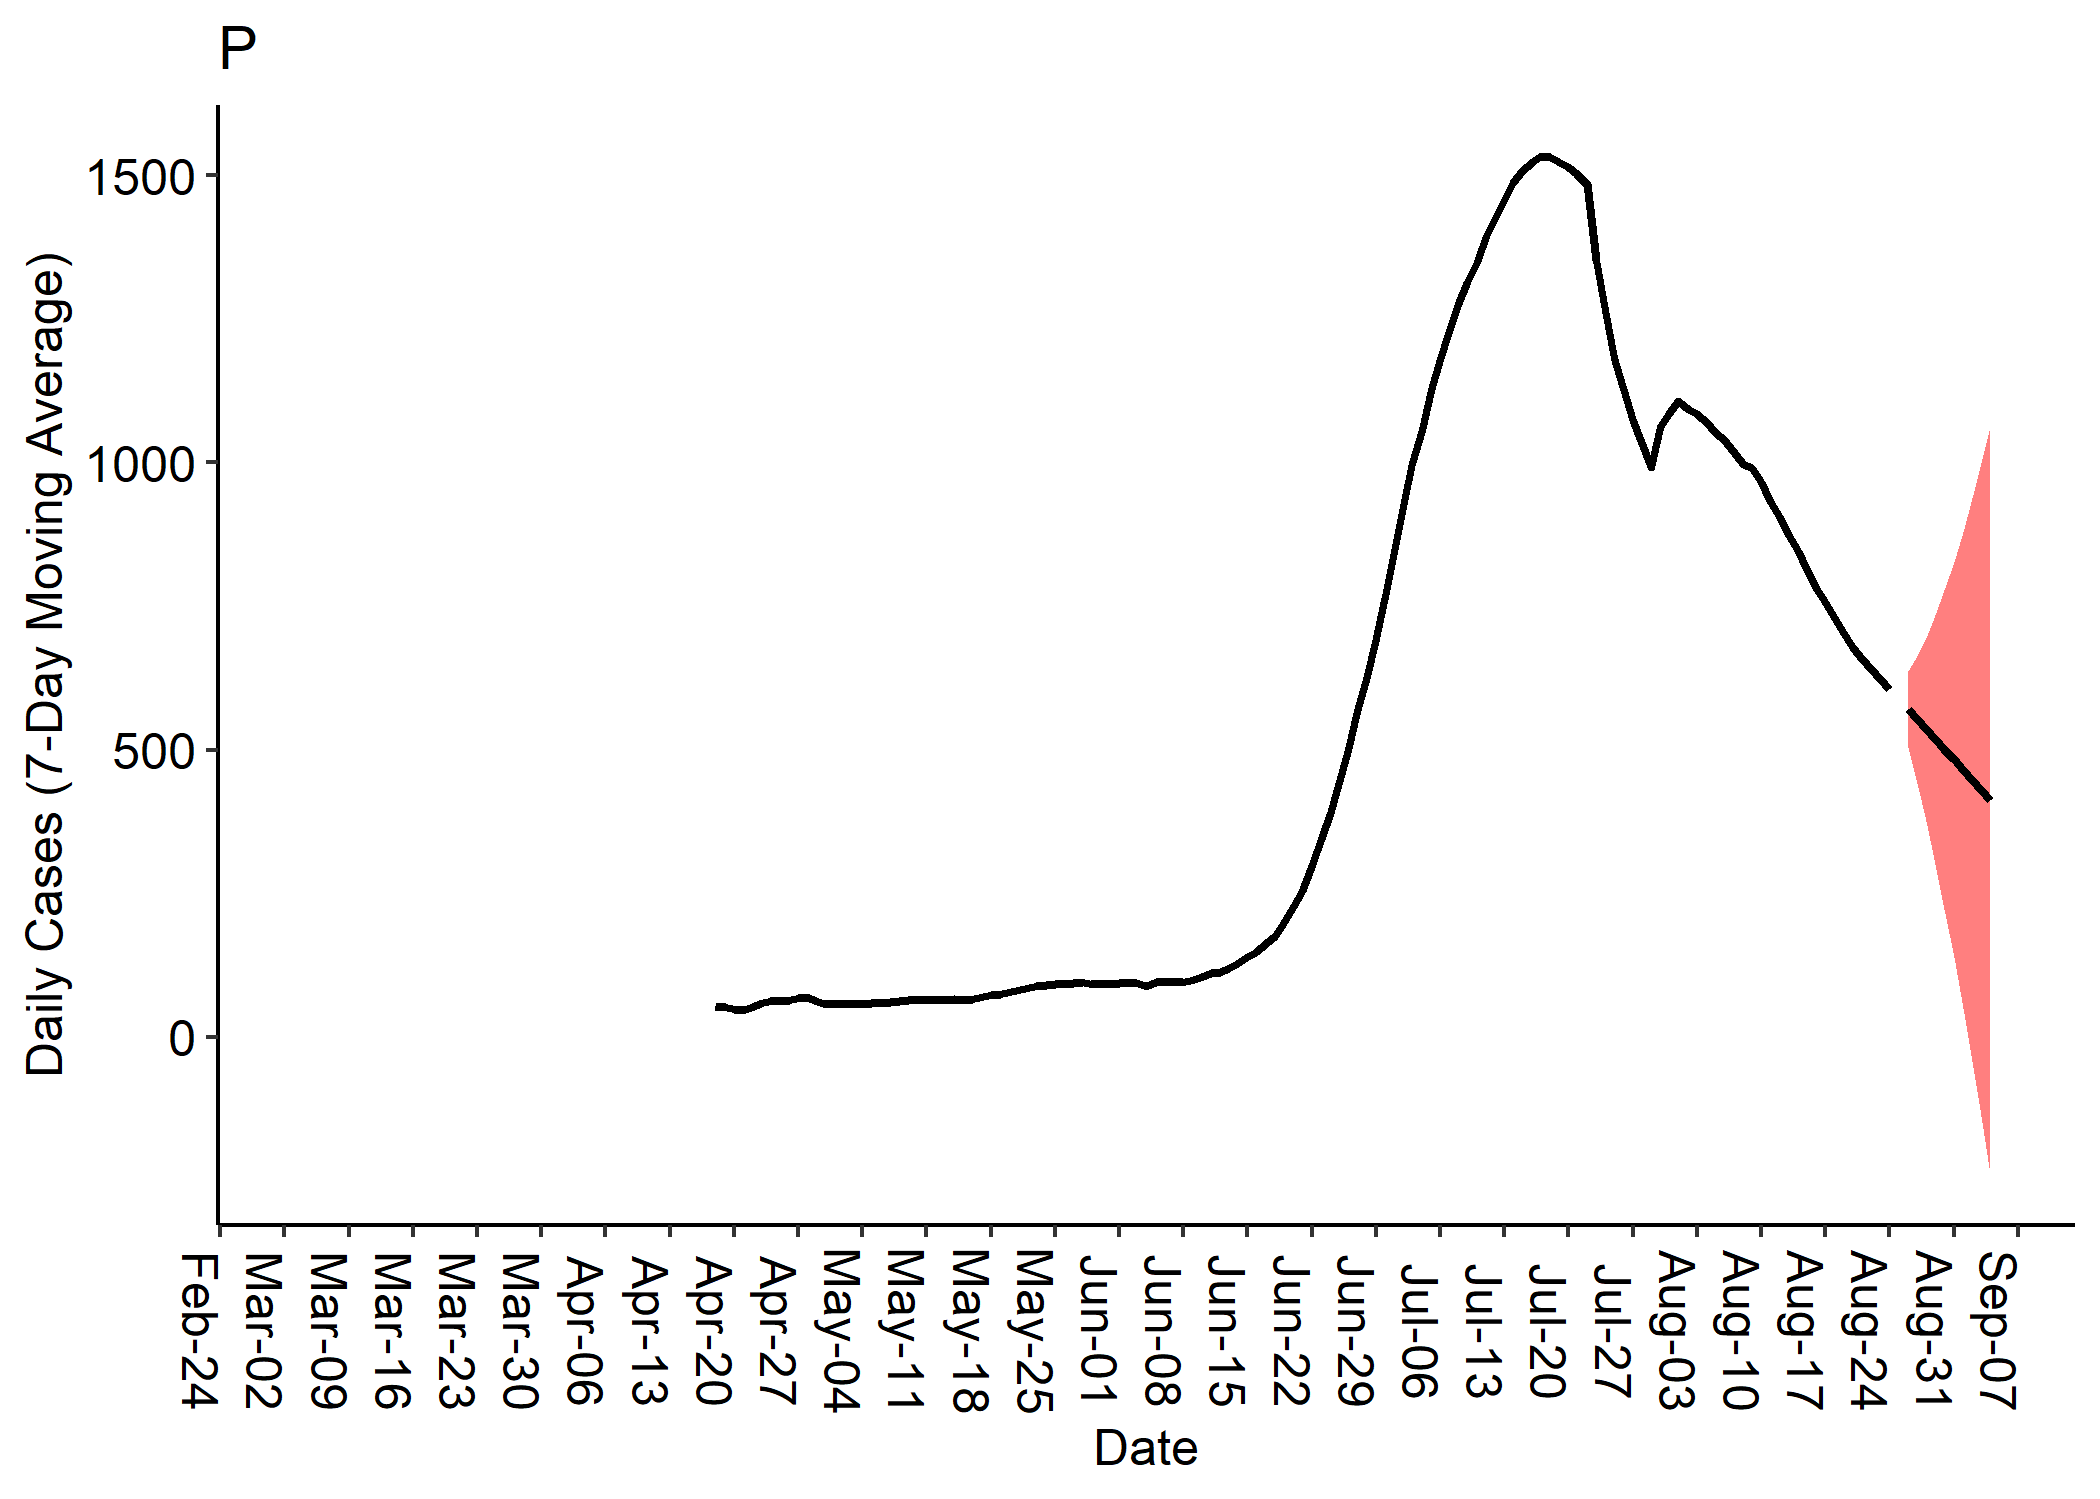 P
Daily Cases (7-Day Moving Average)
1500
1000
500
0
Feb-24
Mar-02
Mar-09
Mar-16
Mar-23
Mar-30
Apr-06
Apr-13
Apr-20
Apr-27
May-04
May-11
May-18
May-25
Jun-01
Jun-08
Jun-15
Jun-22
Jun-29
Jul-06
Jul-13
Jul-20
Jul-27
Aug-03
Aug-10
Aug-17
Aug-24
Aug-31
Sep-07
Date